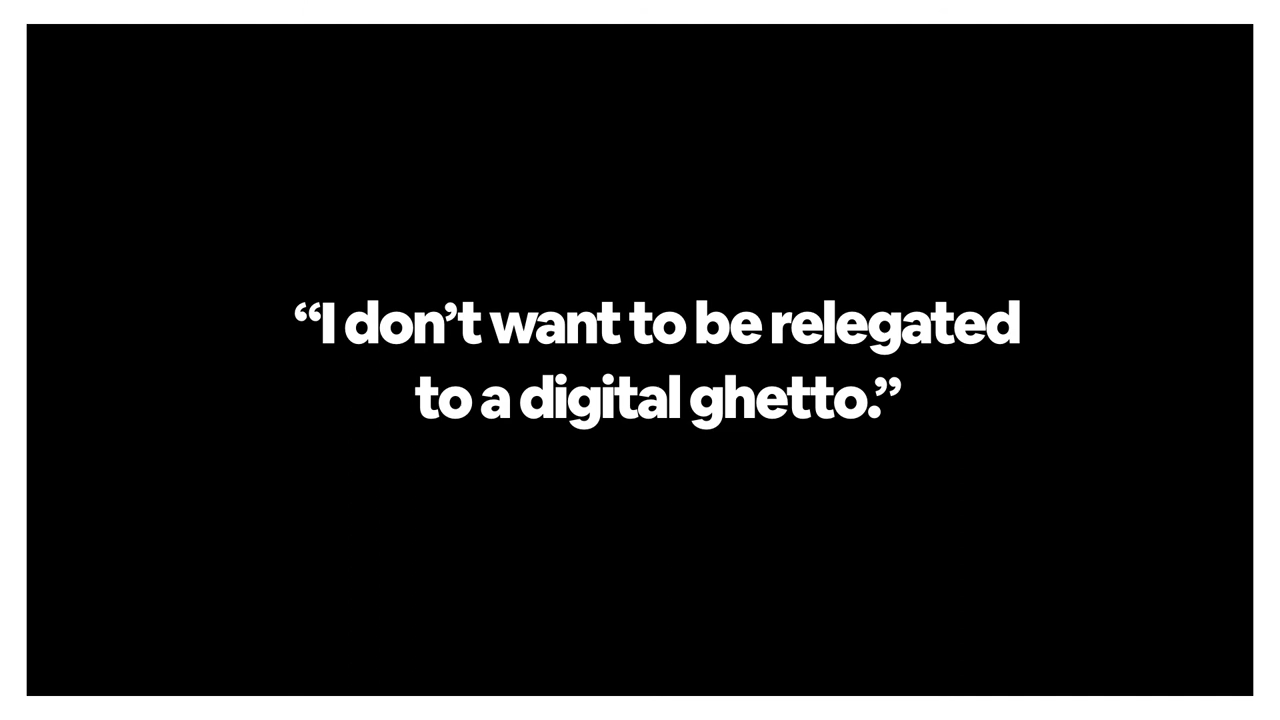 “I don’t want to be relegated
to a digital ghetto.”